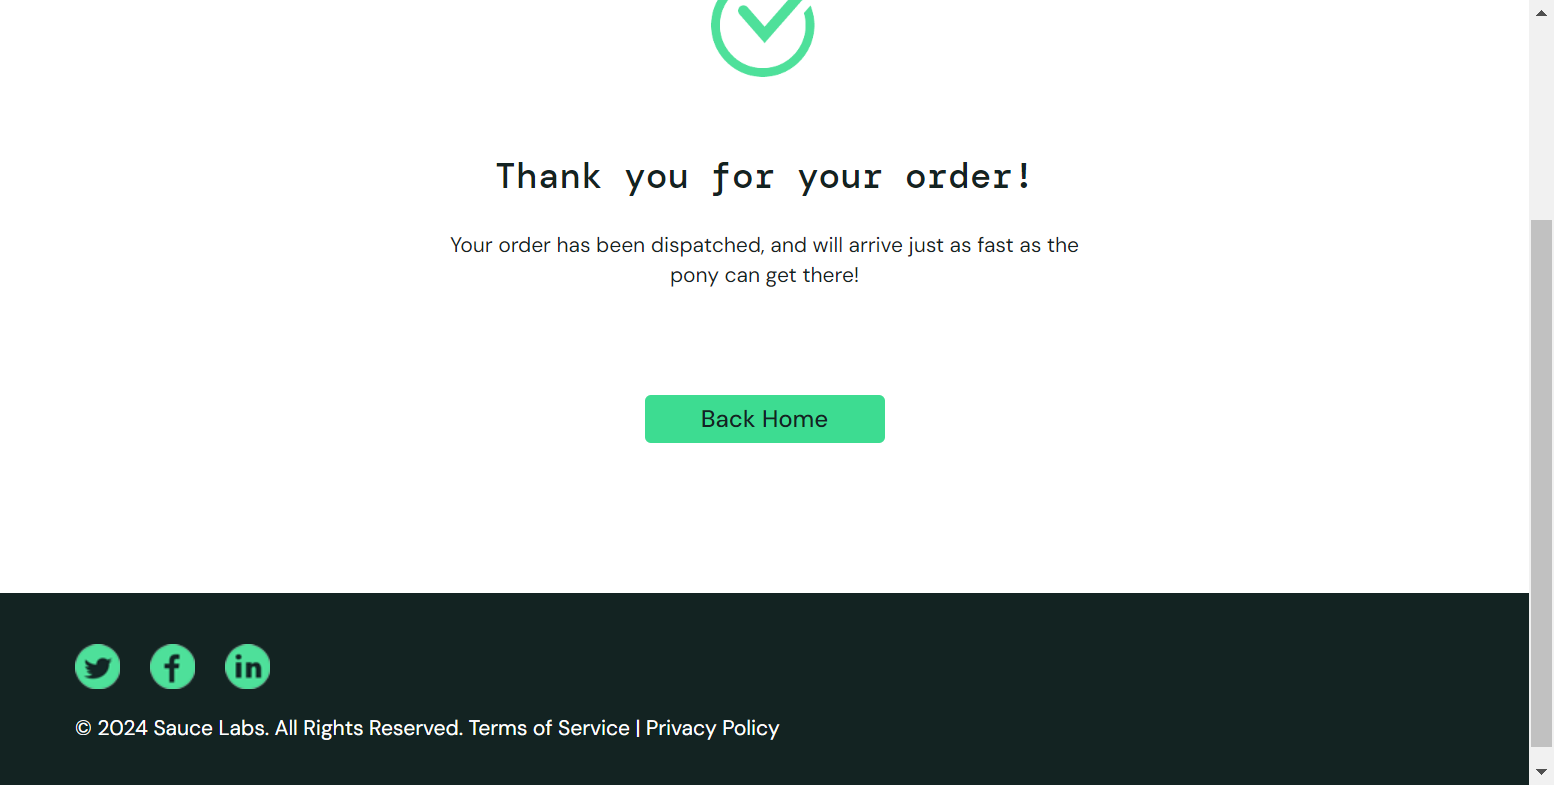 Thank you for your order!
Your order has been dispatched, and will arrive just as fast as the
pony can get there!
Back Home
© 2024 Sauce Labs. All Rights Reserved. Terms of Service | Privacy Policy